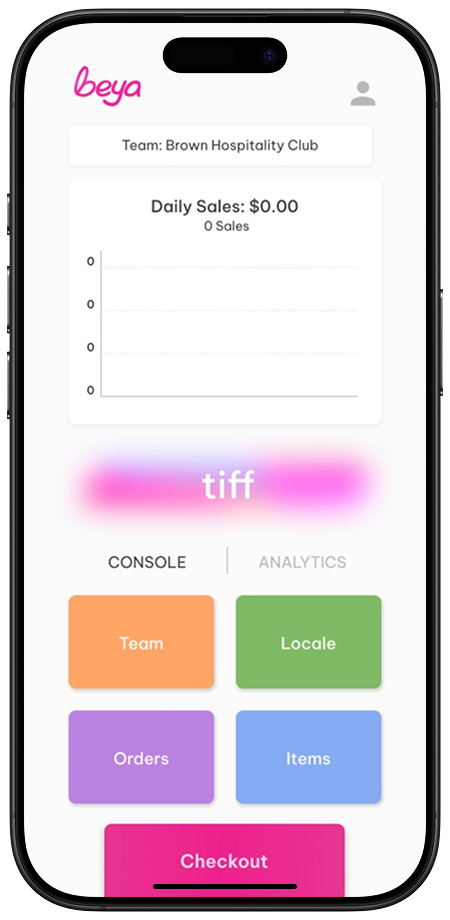 beya
Team: Brown Hospitality Club
Daily Sales: $0.00
0 Sales
0
0
0
0
tiff
CONSOLE | ANALYTICS
Team
Locale
Orders
Items
Checkout